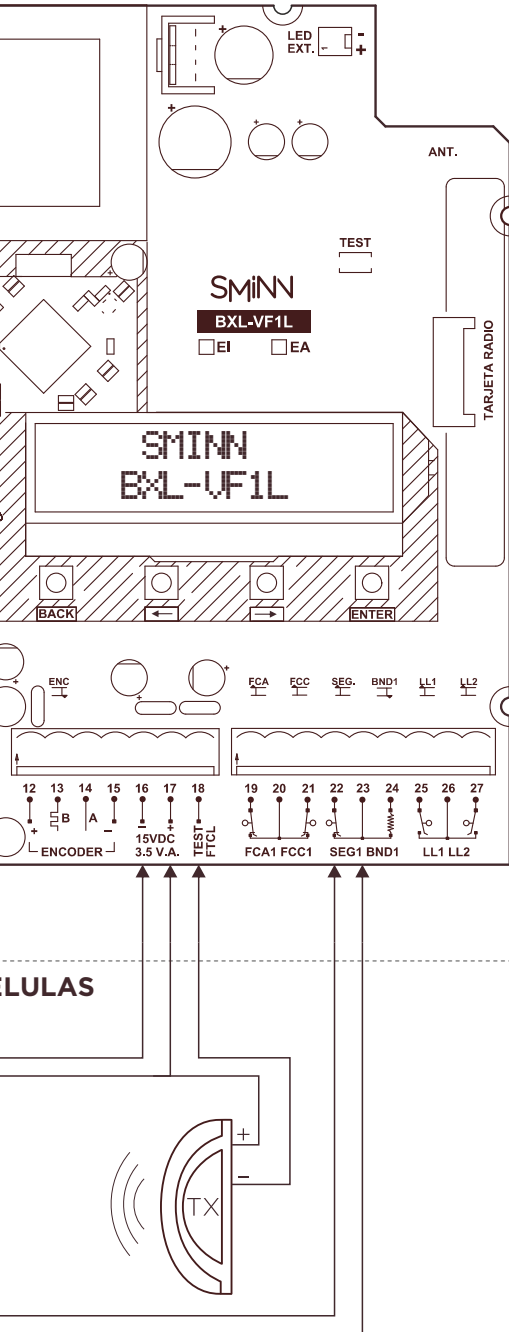 LED -
EXT. 1 +
ANT.
TEST
SMiNN
BXL-VF1L
EI EA
TARJETA RADIO
SMINN
BXL-VF1L
BACK ← → ENTER
ENC FCA FCC SEG. BND1 LL1 LL2
12 13 14 15 16 17 18 19 20 21 22 23 24 25 26 27
+ B A - - +
ENCODER
15VDC
3.5 V.A.
TEST
FTCL
FCA1 FCC1 SEG1 BND1 LL1 LL2
ELULAS
+
-
TX